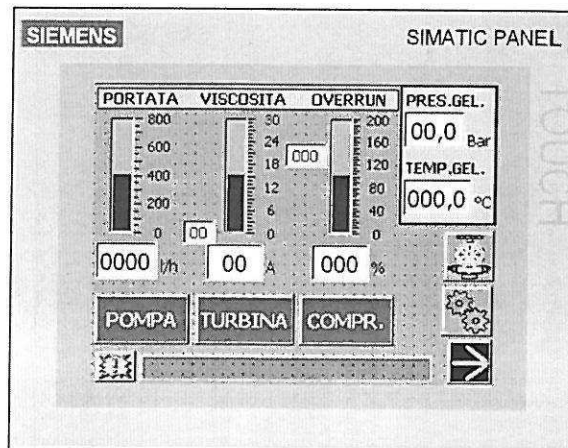 SIEMENS
SIMATIC PANEL
TOUCH
PORTATA VISCOSITA OVERRUN
800
600
400
200
0
30
24
18
12
6
0
200
160
120
80
40
0
00
000
0000 l/h
00 A
000 %
PRES.GEL.
00,0 Bar
TEMP.GEL.
000,0 °C
POMPA TURBINA COMPR.